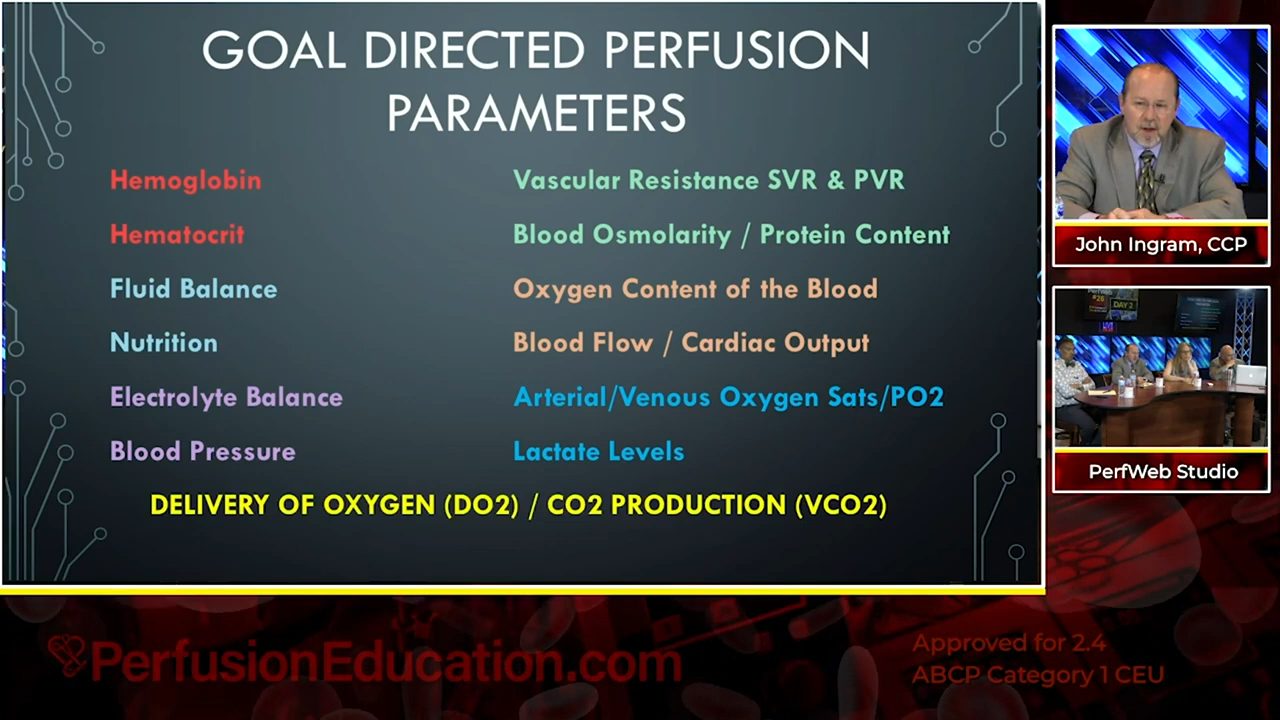 GOAL DIRECTED PERFUSION
PARAMETERS
Hemoglobin
Hematocrit
Fluid Balance
Nutrition
Electrolyte Balance
Blood Pressure
Vascular Resistance SVR & PVR
Blood Osmolarity / Protein Content
Oxygen Content of the Blood
Blood Flow / Cardiac Output
Arterial/Venous Oxygen Sats/PO2
Lactate Levels
DELIVERY OF OXYGEN (DO2) / CO2 PRODUCTION (VCO2)
John Ingram, CCP
DAY 2
PerfWeb Studio
PerfusionEducation.com
Approved for 2.4
ABCP Category 1 CEU